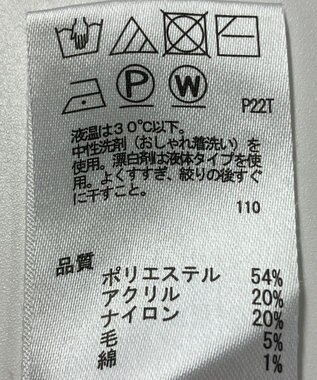 P W
P22T
液温は30℃以下。
中性洗剤（おしゃれ着洗い）を
使用。漂白剤は液体タイプを使
用。よくすすぎ、絞りの後すぐ
に干すこと。
110
品質
ポリエステル 54%
アクリル 20%
ナイロン 20%
毛 5%
綿 1%